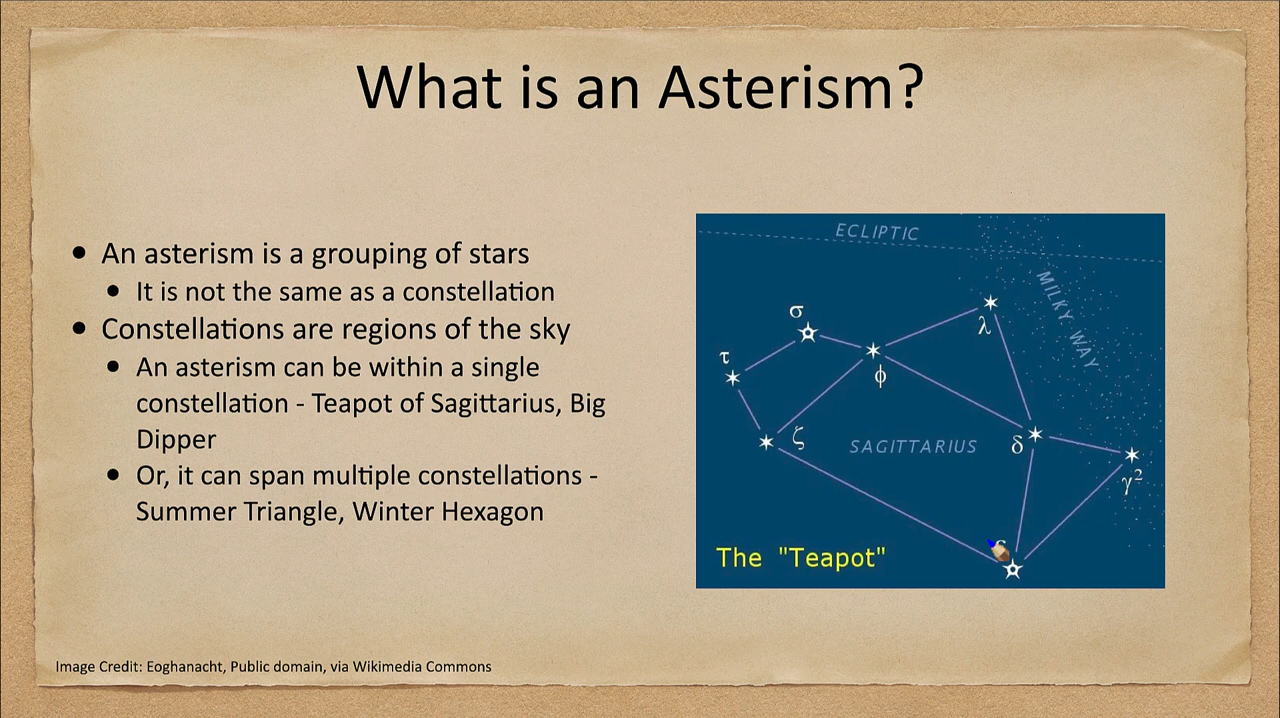 What is an Asterism?
• An asterism is a grouping of stars
• It is not the same as a constellation
• Constellations are regions of the sky
• An asterism can be within a single
constellation - Teapot of Sagittarius, Big
Dipper
• Or, it can span multiple constellations -
Summer Triangle, Winter Hexagon
ECLIPTIC
MILKY WAY
σ
λ
τ
ϕ
ζ
SAGITTARIUS
δ
γ²
The "Teapot"
Image Credit: Eoghanacht, Public domain, via Wikimedia Commons